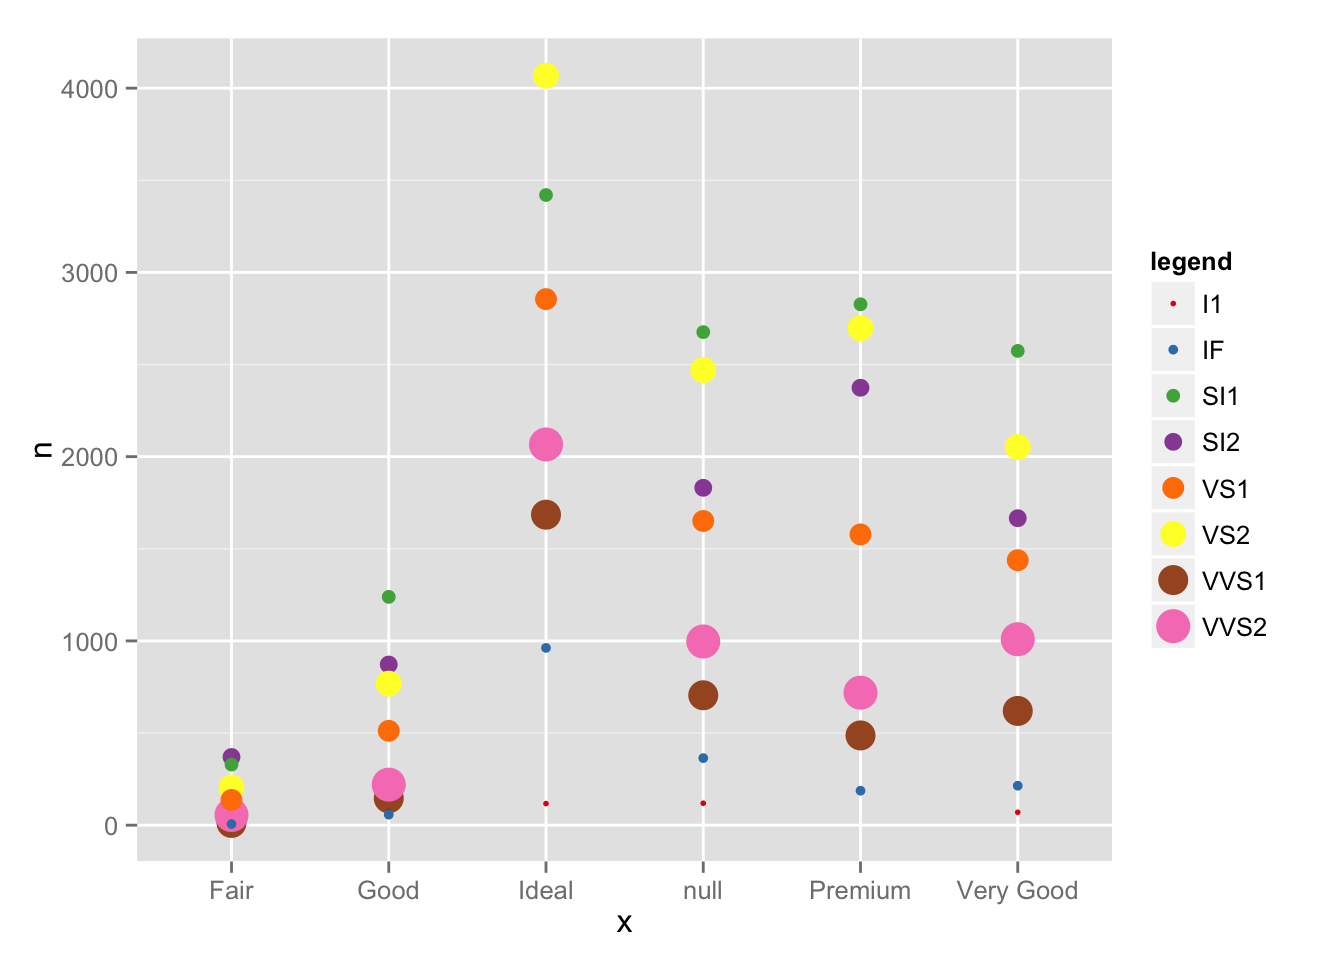 4000
3000
2000
1000
0
n
Fair Good Ideal null Premium Very Good
x
legend
I1
IF
SI1
SI2
VS1
VS2
VVS1
VVS2